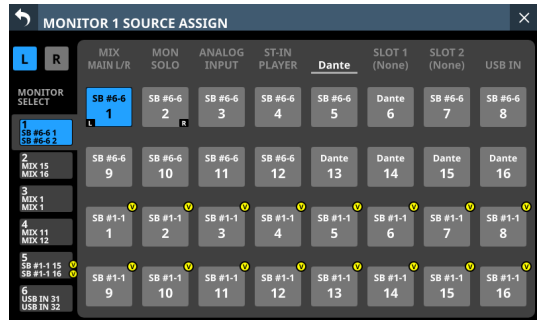 MONITOR 1 SOURCE ASSIGN
L R
MIX MAIN L/R
MON SOLO
ANALOG INPUT
ST-IN PLAYER
Dante
SLOT 1 (None)
SLOT 2 (None)
USB IN
MONITOR SELECT
1
SB #6-6 1
SB #6-6 2
2
MIX 15
MIX 16
3
MIX 1
MIX 1
4
MIX 11
MIX 12
5
SB #1-1 15 V
SB #1-1 16 V
6
USB IN 31
USB IN 32
SB #6-6 1 L
SB #6-6 2 R
SB #6-6 3
SB #6-6 4
SB #6-6 5
Dante 6
SB #6-6 7
SB #6-6 8
SB #6-6 9
SB #6-6 10
SB #6-6 11
SB #6-6 12
Dante 13
Dante 14
Dante 15
Dante 16
V SB #1-1 1
V SB #1-1 2
V SB #1-1 3
V SB #1-1 4
V SB #1-1 5
V SB #1-1 6
V SB #1-1 7
V SB #1-1 8
V SB #1-1 9
V SB #1-1 10
V SB #1-1 11
V SB #1-1 12
V SB #1-1 13
V SB #1-1 14
V SB #1-1 15
V SB #1-1 16